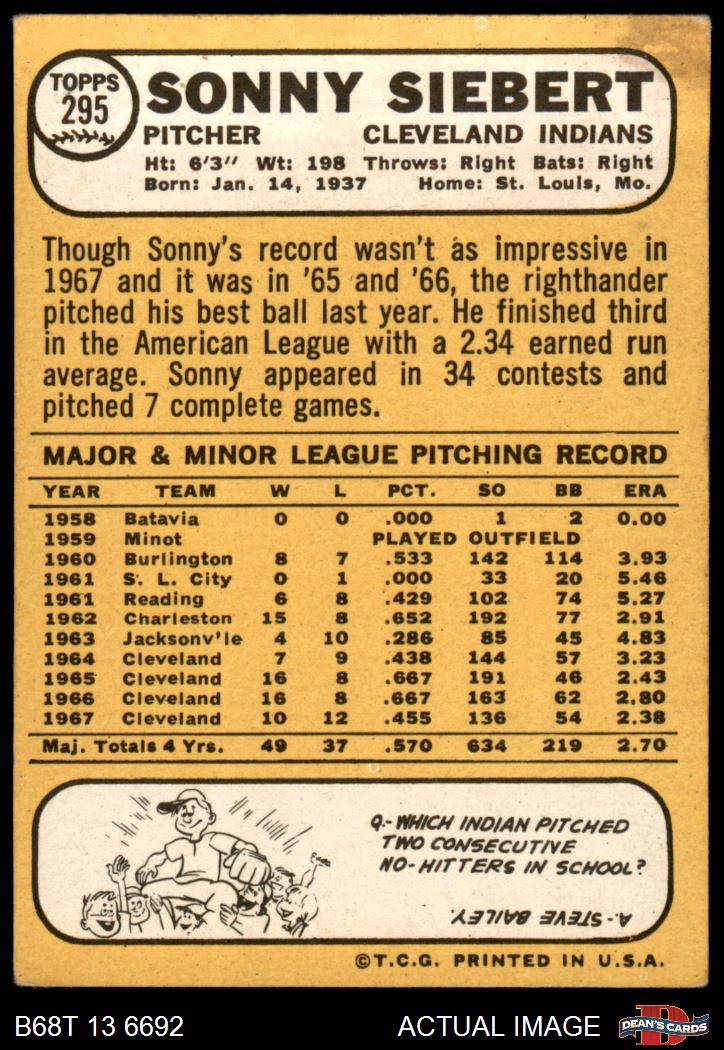 TOPPS
295
SONNY SIEBERT
PITCHER CLEVELAND INDIANS
Ht: 6'3" Wt: 198 Throws: Right Bats: Right
Born: Jan. 14, 1937 Home: St. Louis, Mo.
Though Sonny's record wasn't as impressive in
1967 and it was in '65 and '66, the righthander
pitched his best ball last year. He finished third
in the American League with a 2.34 earned run
average. Sonny appeared in 34 contests and
pitched 7 complete games.
MAJOR & MINOR LEAGUE PITCHING RECORD
YEAR TEAM W L PCT. SO BB ERA
1958 Batavia 0 0 .000 1 2 0.00
1959 Minot PLAYED OUTFIELD
1960 Burlington 8 7 .533 142 114 3.93
1961 S. L. City 0 1 .000 33 20 5.46
1961 Reading 6 8 .429 102 74 5.27
1962 Charleston 15 8 .652 192 77 2.91
1963 Jacksonv'le 4 10 .286 85 45 4.83
1964 Cleveland 7 9 .438 144 57 3.23
1965 Cleveland 16 8 .667 191 46 2.43
1966 Cleveland 16 8 .667 163 62 2.80
1967 Cleveland 10 12 .455 136 54 2.38
Maj. Totals 4 Yrs. 49 37 .570 634 219 2.70
Q.- WHICH INDIAN PITCHED
TWO CONSECUTIVE
NO-HITTERS IN SCHOOL?
A.- STEVE BAILEY.
©T.C.G. PRINTED IN U.S.A.
B68T 13 6692 ACTUAL IMAGE
D
DEAN'S CARDS